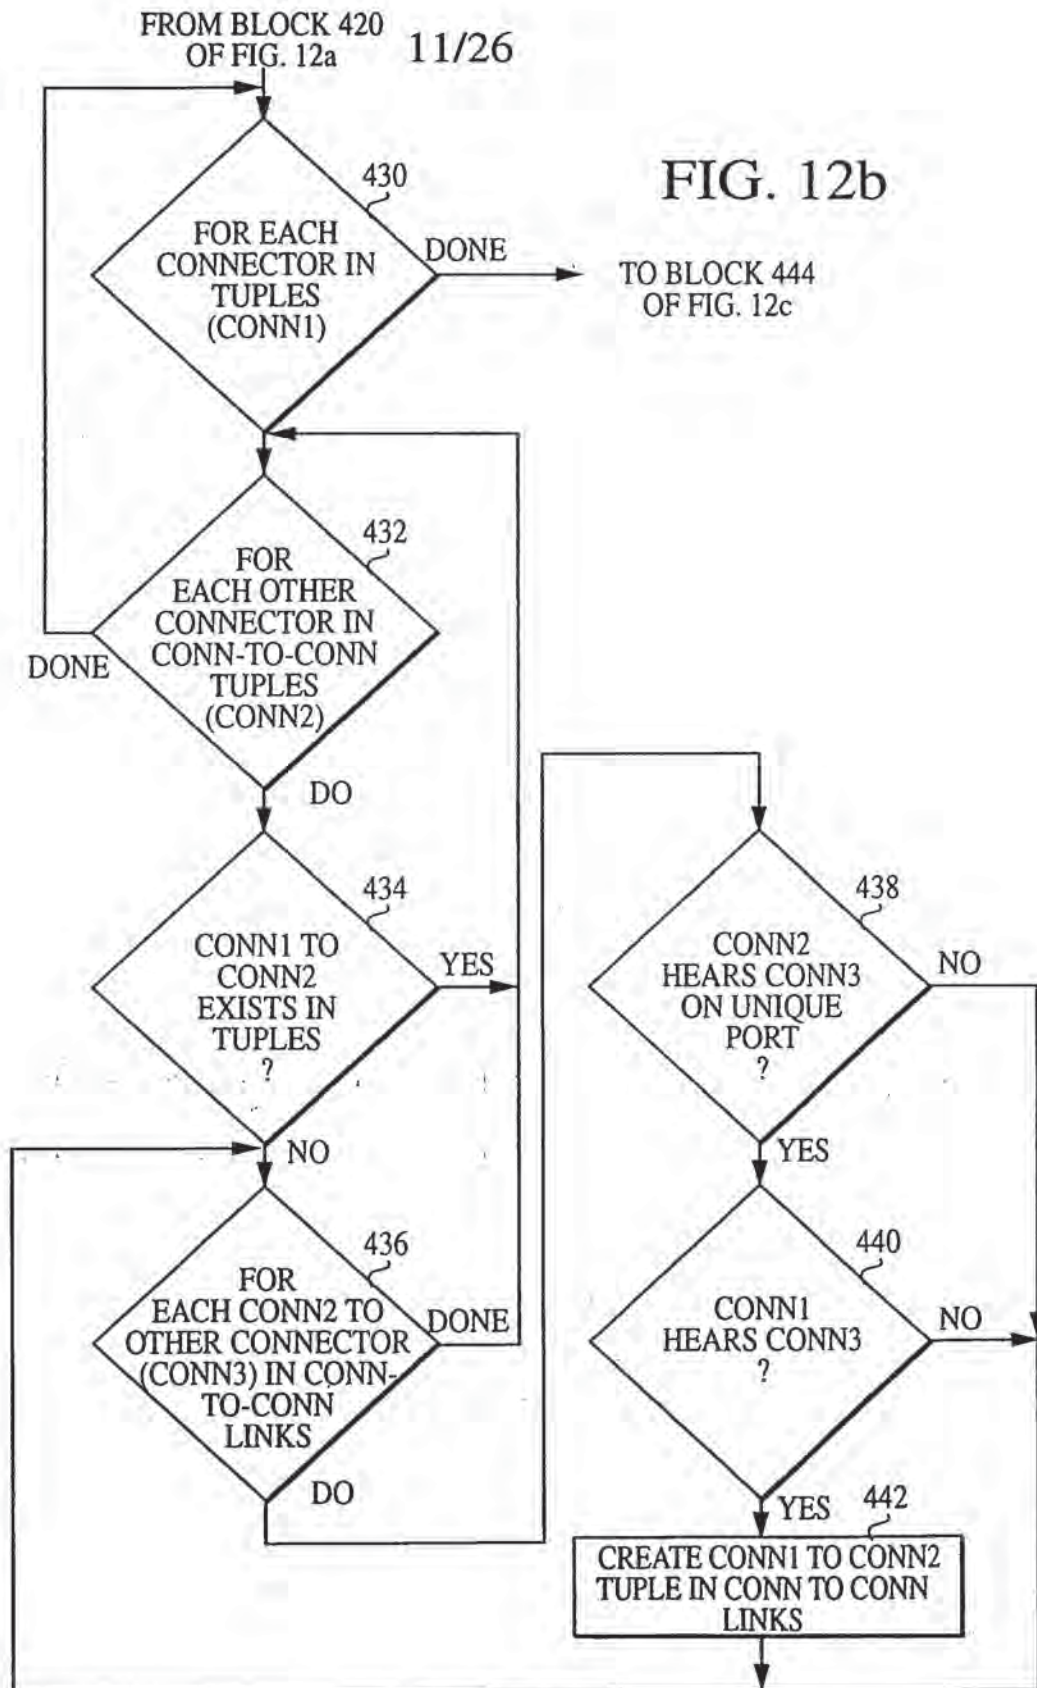 FROM BLOCK 420
OF FIG. 12a
11/26
FIG. 12b
430
FOR EACH
CONNECTOR IN
TUPLES
(CONN1)
DONE
TO BLOCK 444
OF FIG. 12c
432
FOR
EACH OTHER
CONNECTOR IN
CONN-TO-CONN
TUPLES
(CONN2)
DONE
DO
434
CONN1 TO
CONN2
EXISTS IN
TUPLES
?
YES
NO
436
FOR
EACH CONN2 TO
OTHER CONNECTOR
(CONN3) IN CONN-
TO-CONN
LINKS
DONE
DO
438
CONN2
HEARS CONN3
ON UNIQUE
PORT
?
NO
YES
440
CONN1
HEARS CONN3
?
NO
YES
442
CREATE CONN1 TO CONN2
TUPLE IN CONN TO CONN
LINKS